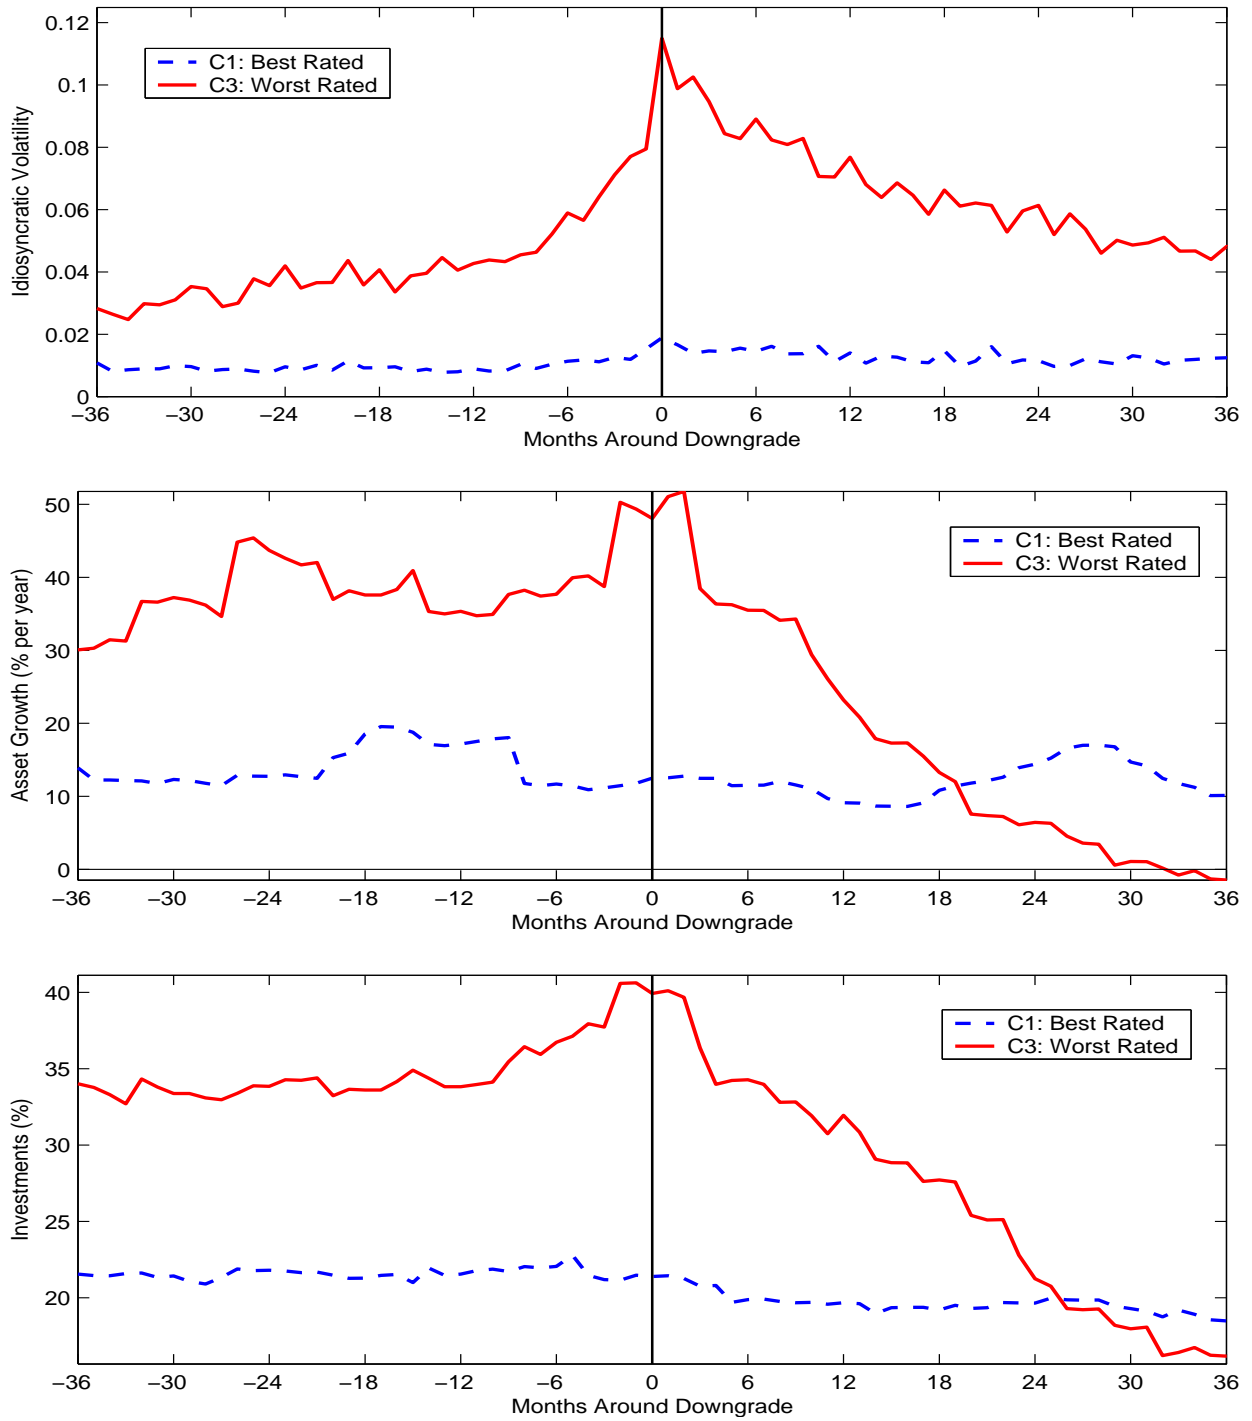 0.12
0.1
0.08
0.06
0.04
0.02
0
Idiosyncratic Volatility
C1: Best Rated
C3: Worst Rated
−36 −30 −24 −18 −12 −6 0 6 12 18 24 30 36
Months Around Downgrade
50
40
30
20
10
0
Asset Growth (% per year)
C1: Best Rated
C3: Worst Rated
−36 −30 −24 −18 −12 −6 0 6 12 18 24 30 36
Months Around Downgrade
40
35
30
25
20
Investments (%)
C1: Best Rated
C3: Worst Rated
−36 −30 −24 −18 −12 −6 0 6 12 18 24 30 36
Months Around Downgrade